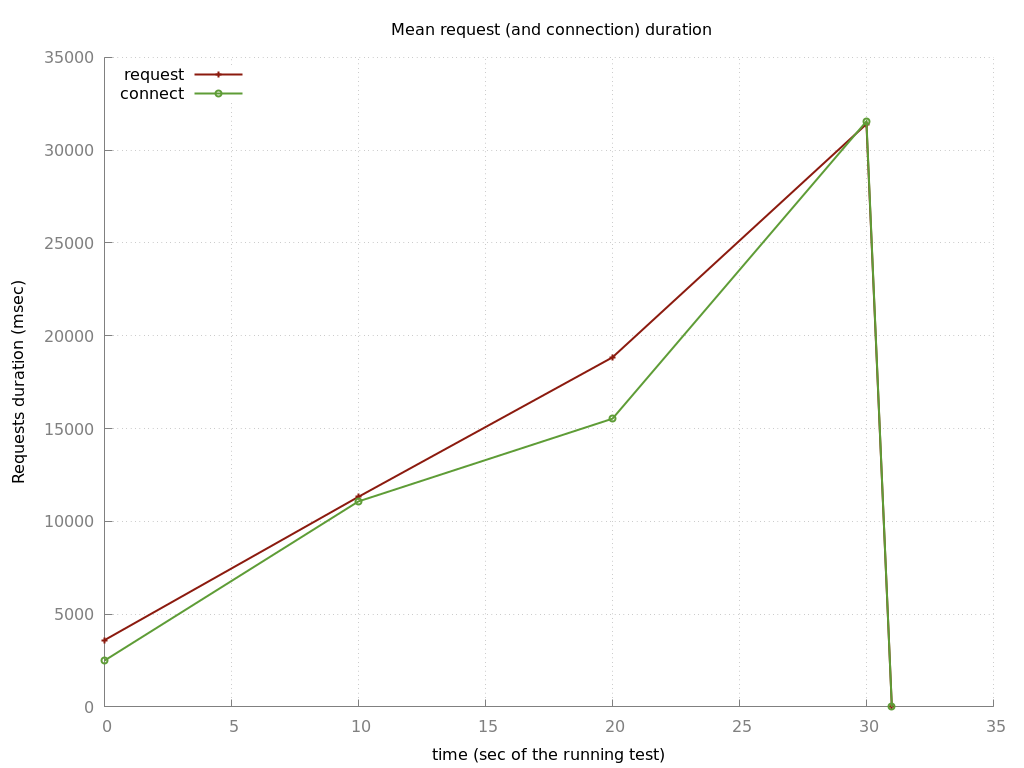 Mean request (and connection) duration
35000
30000
25000
20000
15000
10000
5000
0
request
connect
Requests duration (msec)
0 5 10 15 20 25 30 35
time (sec of the running test)